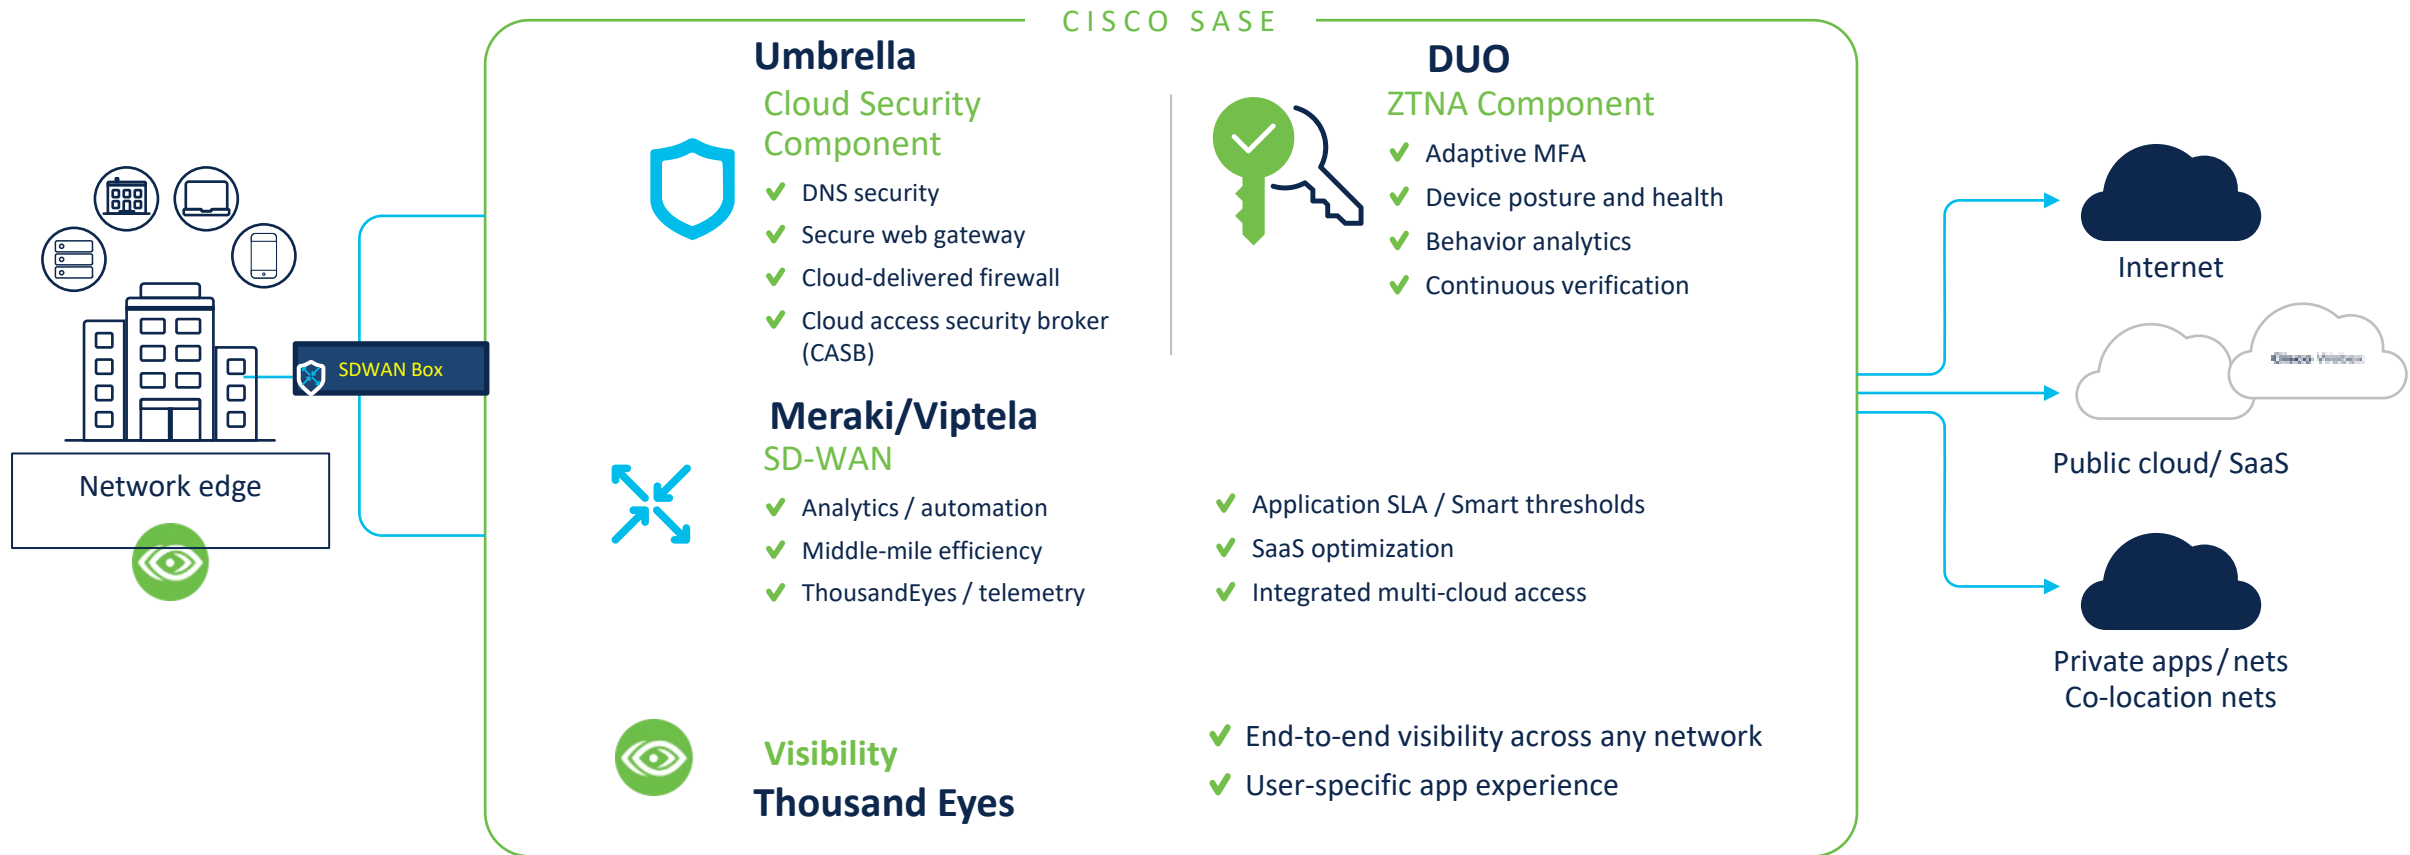 CISCO SASE
Umbrella
Cloud Security
Component
DNS security
Secure web gateway
Cloud-delivered firewall
Cloud access security broker
(CASB)
DUO
ZTNA Component
Adaptive MFA
Device posture and health
Behavior analytics
Continuous verification
SDWAN Box
Network edge
Meraki/Viptela
SD-WAN
Analytics / automation
Middle-mile efficiency
ThousandEyes / telemetry
Application SLA / Smart thresholds
SaaS optimization
Integrated multi-cloud access
Visibility
Thousand Eyes
End-to-end visibility across any network
User-specific app experience
Internet
Cisco Webex
Public cloud/ SaaS
Private apps / nets
Co-location nets